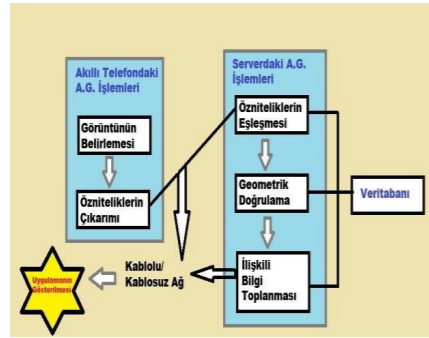 Akıllı Telefondaki
A.G. İşlemleri
Görüntünün
Belirlemesi
Özniteliklerin
Çıkarımı
Serverdaki A.G.
İşlemleri
Özniteliklerin
Eşleşmesi
Geometrik
Doğrulama
İlişkili
Bilgi
Toplanması
Veritabanı
Kablolu/
Kablosuz Ağ
Uygulamanın
Gösterilmesi